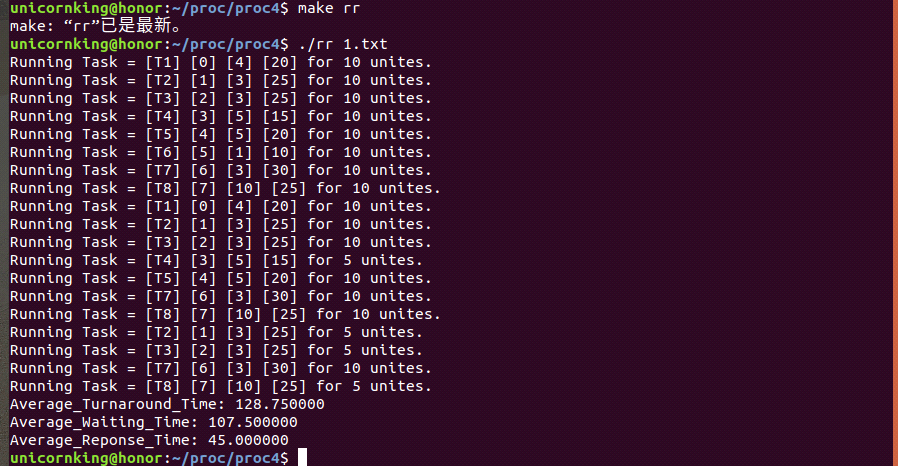 unicornking@honor:~/proc/proc4$ make rr
make: “rr”已是最新。
unicornking@honor:~/proc/proc4$ ./rr 1.txt
Running Task = [T1] [0] [4] [20] for 10 unites.
Running Task = [T2] [1] [3] [25] for 10 unites.
Running Task = [T3] [2] [3] [25] for 10 unites.
Running Task = [T4] [3] [5] [15] for 10 unites.
Running Task = [T5] [4] [5] [20] for 10 unites.
Running Task = [T6] [5] [1] [10] for 10 unites.
Running Task = [T7] [6] [3] [30] for 10 unites.
Running Task = [T8] [7] [10] [25] for 10 unites.
Running Task = [T1] [0] [4] [20] for 10 unites.
Running Task = [T2] [1] [3] [25] for 10 unites.
Running Task = [T3] [2] [3] [25] for 10 unites.
Running Task = [T4] [3] [5] [15] for 5 unites.
Running Task = [T5] [4] [5] [20] for 10 unites.
Running Task = [T7] [6] [3] [30] for 10 unites.
Running Task = [T8] [7] [10] [25] for 10 unites.
Running Task = [T2] [1] [3] [25] for 5 unites.
Running Task = [T3] [2] [3] [25] for 5 unites.
Running Task = [T7] [6] [3] [30] for 10 unites.
Running Task = [T8] [7] [10] [25] for 5 unites.
Average_Turnaround_Time: 128.750000
Average_Waiting_Time: 107.500000
Average_Reponse_Time: 45.000000
unicornking@honor:~/proc/proc4$